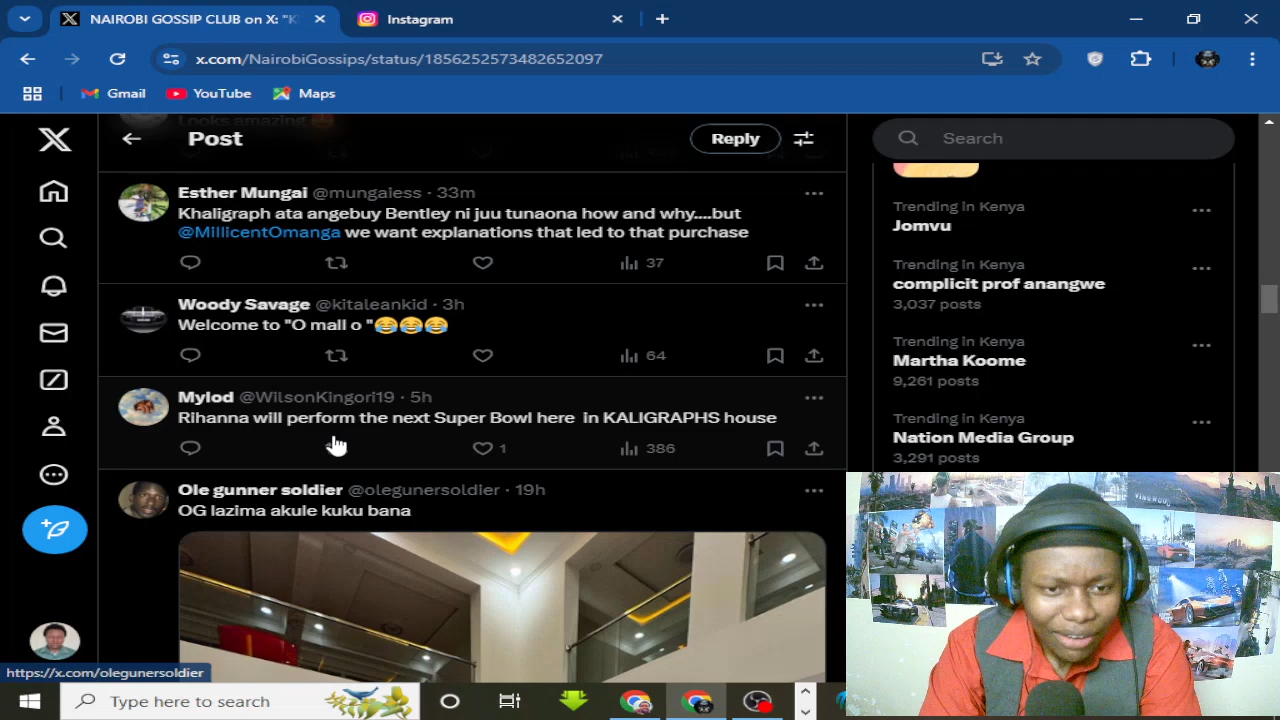 NAIROBI GOSSIP CLUB on X: "K
Instagram
x.com/NairobiGossips/status/1856252573482652097
Gmail
YouTube
Maps
Looks amazing
Post
Reply
Search
Esther Mungai @mungaiess · 33m
Khaligraph ata angebuy Bentley ni juu tunaona how and why....but
@MillicentOmanga we want explanations that led to that purchase
37
Woody Savage @kitaleankid · 3h
Welcome to "O mall o "😂😂😂
64
Mylod @WilsonKingori19 · 5h
Rihanna will perform the next Super Bowl here in KALIGRAPHS house
1
386
Ole gunner soldier @olegunersoldier · 19h
OG lazima akule kuku bana
Trending in Kenya
Jomvu
Trending in Kenya
complicit prof anangwe
3,037 posts
Trending in Kenya
Martha Koome
9,261 posts
Trending in Kenya
Nation Media Group
3,291 posts
https://x.com/olegunersoldier
Type here to search